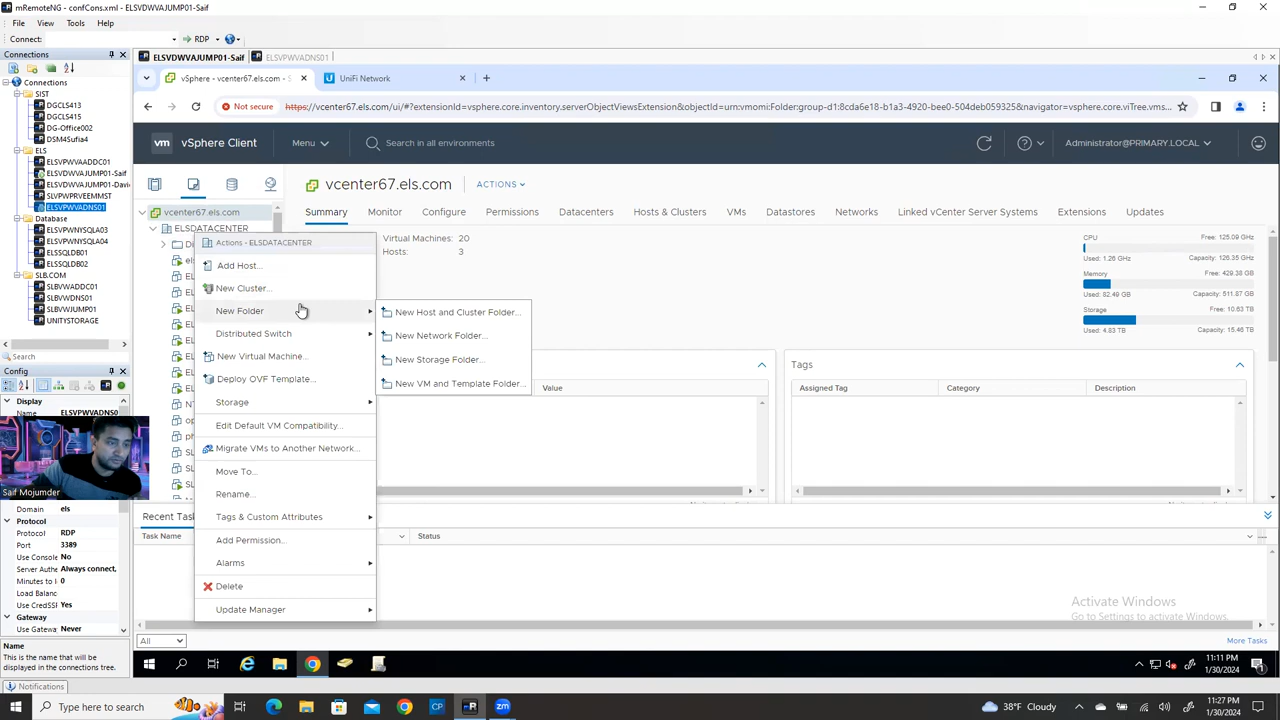 mRemoteNG - confCons.xml - ELSVDWVAJUMP01-Saif
File View Tools Help
Connect: RDP
Connections
ELSVDWVAJUMP01-Saif ELSVPWVADNS01
vSphere - vcenter67.els.com - S UniFi Network
Connections
SIST
DGCLS413
DGCLS415
DG-Office002
DSM4Sufia4
ELS
ELSVPWVAADDC01
ELSVDWVAJUMP01-Saif
ELSVDWVAJUMP01-Davi
SLVPWPRVEEMMST
ELSVPWVADNS01
Database
ELSVPWNYSQLA03
ELSVPWNYSQLA04
ELSSQLDB01
ELSSQLDB02
SLB.COM
SLBVWADDC01
SLBVWDNS01
SLBVWJUMP01
UNITYSTORAGE
Search
Config
Display
Name ELSVPWVADNS0
Saif Mojumder
Domain els
Protocol
Protocol RDP
Port 3389
Use Console No
Server Auth Always connect,
Minutes to I 0
Load Balanc
Use CredSSF Yes
Gateway
Use Gatewa Never
Name
This is the name that will be displayed in the connections tree.
Notifications
Not secure https://vcenter67.els.com/ui/#?extensionId=vsphere.core.inventory.serverObjectViewsExtension&objectId=urn:vmomi:Folder:group-d1:8cda6e18-b1a3-4920-bee0-504deb059325&navigator=vsphere.core.viTree.vms...
vm vSphere Client Menu Search in all environments Administrator@PRIMARY.LOCAL
vcenter67.els.com
ELSDATACENTER
vcenter67.els.com ACTIONS
Summary Monitor Configure Permissions Datacenters Hosts & Clusters VMs Datastores Networks Linked vCenter Server Systems Extensions Updates
Virtual Machines: 20
Hosts: 3
CPU Free: 125.09 GHz
Used: 1.26 GHz Capacity: 126.35 GHz
Memory Free: 429.38 GB
Used: 82.49 GB Capacity: 511.87 GB
Storage Free: 10.63 TB
Used: 4.83 TB Capacity: 15.46 TB
Actions - ELSDATACENTER
Add Host...
New Cluster...
New Folder
Distributed Switch
New Virtual Machine...
Deploy OVF Template...
Storage
Edit Default VM Compatibility...
Migrate VMs to Another Network...
Move To...
Rename...
Tags & Custom Attributes
Add Permission...
Alarms
Delete
Update Manager
New Host and Cluster Folder...
New Network Folder...
New Storage Folder...
New VM and Template Folder...
Value
Tags
Assigned Tag Category Description
Recent Tas
Task Name Status
All
More Tasks
Activate Windows
Go to Settings to activate Windows.
11:11 PM
1/30/2024
Type here to search
38°F Cloudy
11:27 PM
1/30/2024